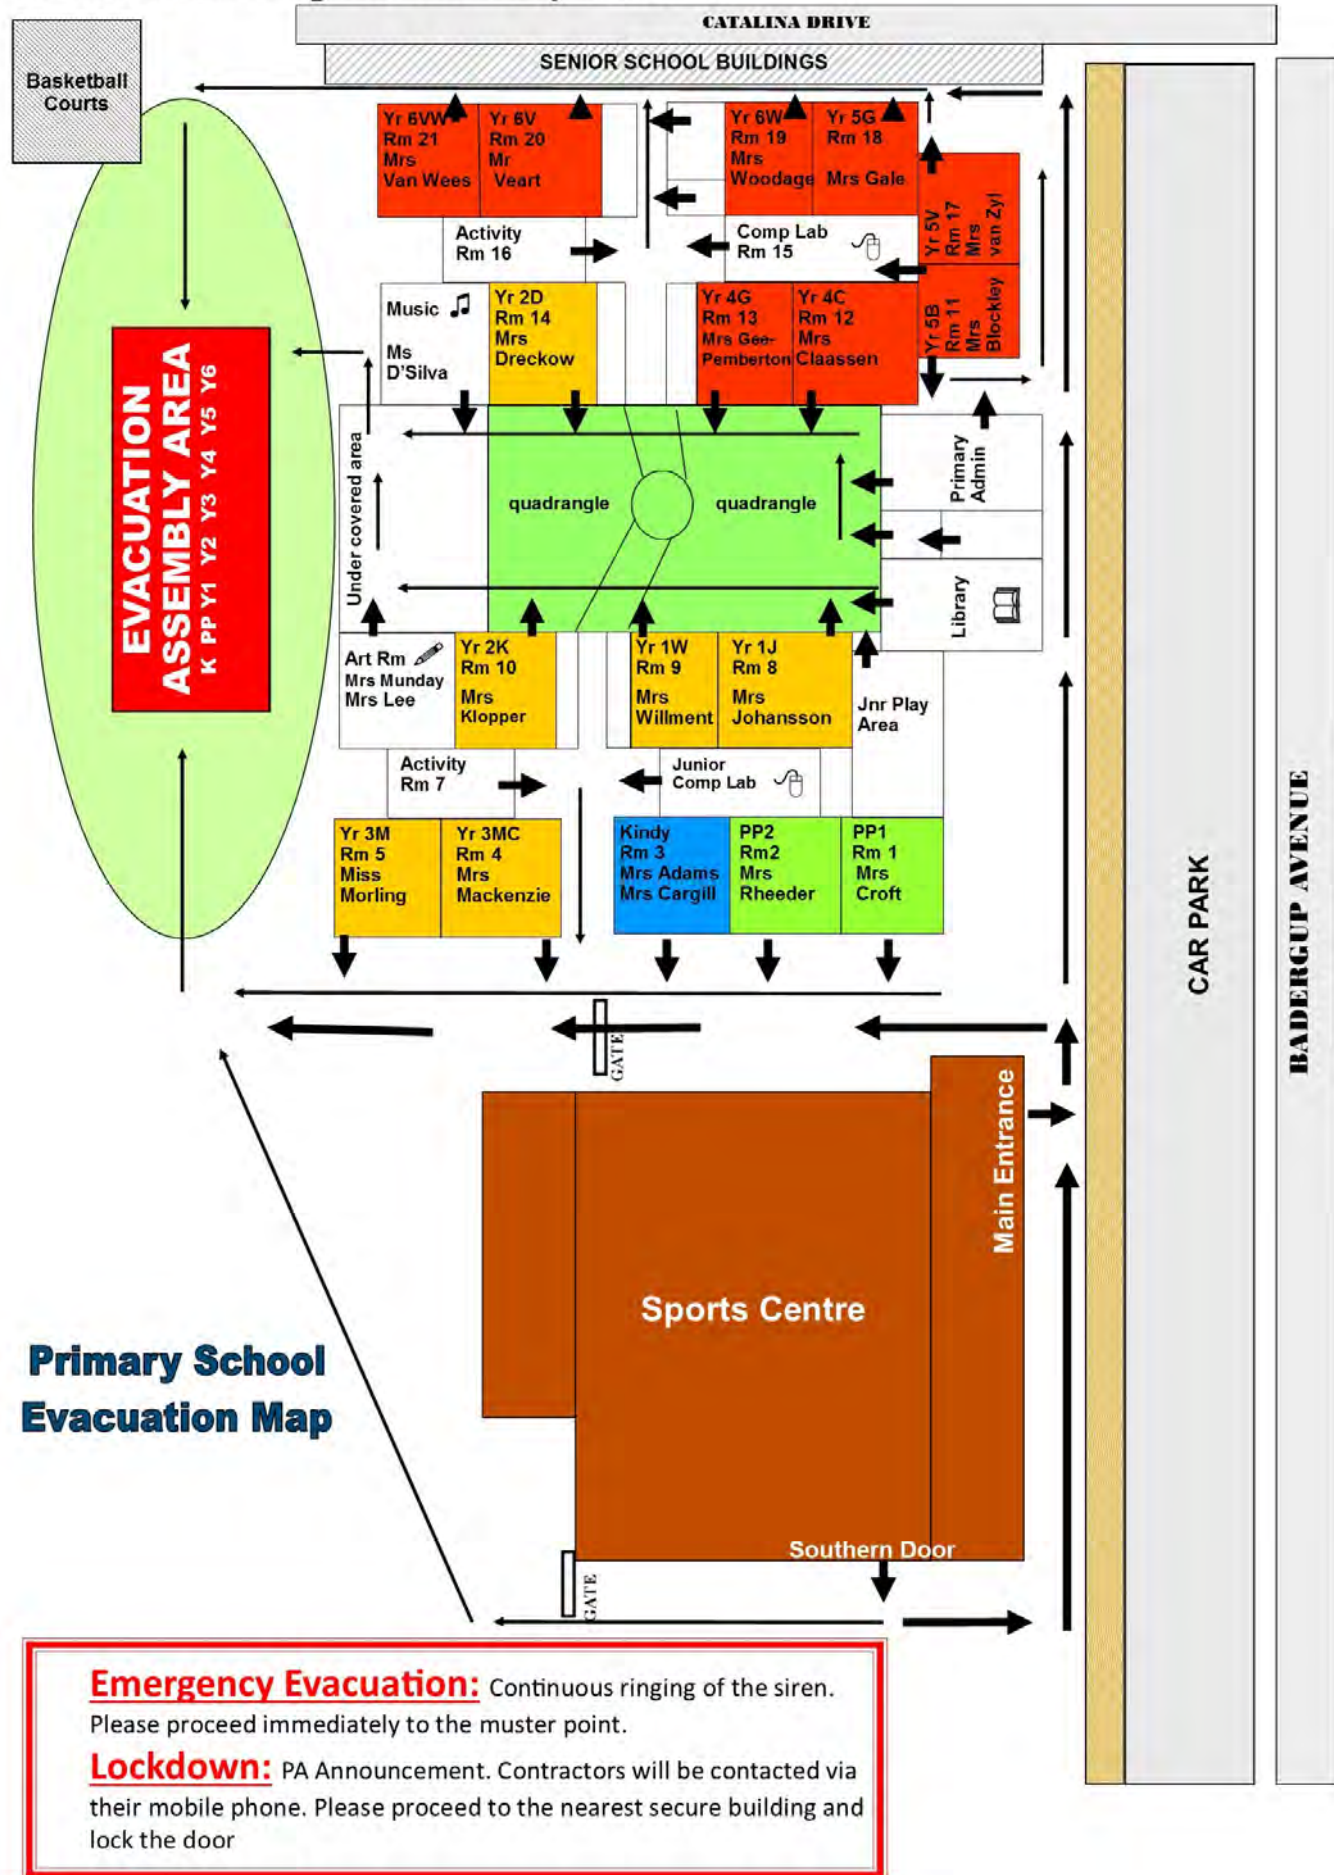 CATALINA DRIVE
SENIOR SCHOOL BUILDINGS
Basketball
Courts
Yr 6VW
Rm 21
Mrs
Van Wees
Yr 6V
Rm 20
Mr
Veart
Yr 6W
Rm 19
Mrs
Woodage
Yr 5G
Rm 18
Mrs Gale
Yr 5V
Rm 17
Mrs
van Zyl
Activity
Rm 16
Comp Lab
Rm 15
Music
Ms
D'Silva
Yr 2D
Rm 14
Mrs
Dreckow
Yr 4G
Rm 13
Mrs Gee-
Pemberton
Yr 4C
Rm 12
Mrs
Claassen
Yr 5B
Rm 11
Mrs
Blockley
EVACUATION
ASSEMBLY AREA
K PP Y1 Y2 Y3 Y4 Y5 Y6
Under covered area
quadrangle
quadrangle
Primary
Admin
Library
Art Rm
Mrs Munday
Mrs Lee
Yr 2K
Rm 10
Mrs
Klopper
Yr 1W
Rm 9
Mrs
Willment
Yr 1J
Rm 8
Mrs
Johansson
Jnr Play
Area
Activity
Rm 7
Junior
Comp Lab
Yr 3M
Rm 5
Miss
Morling
Yr 3MC
Rm 4
Mrs
Mackenzie
Kindy
Rm 3
Mrs Adams
Mrs Cargill
PP2
Rm2
Mrs
Rheeder
PP1
Rm 1
Mrs
Croft
CAR PARK
BADERGUP AVENUE
GATE
Main Entrance
Sports Centre
Primary School
Evacuation Map
Southern Door
GATE
Emergency Evacuation: Continuous ringing of the siren.
Please proceed immediately to the muster point.
Lockdown: PA Announcement. Contractors will be contacted via
their mobile phone. Please proceed to the nearest secure building and
lock the door